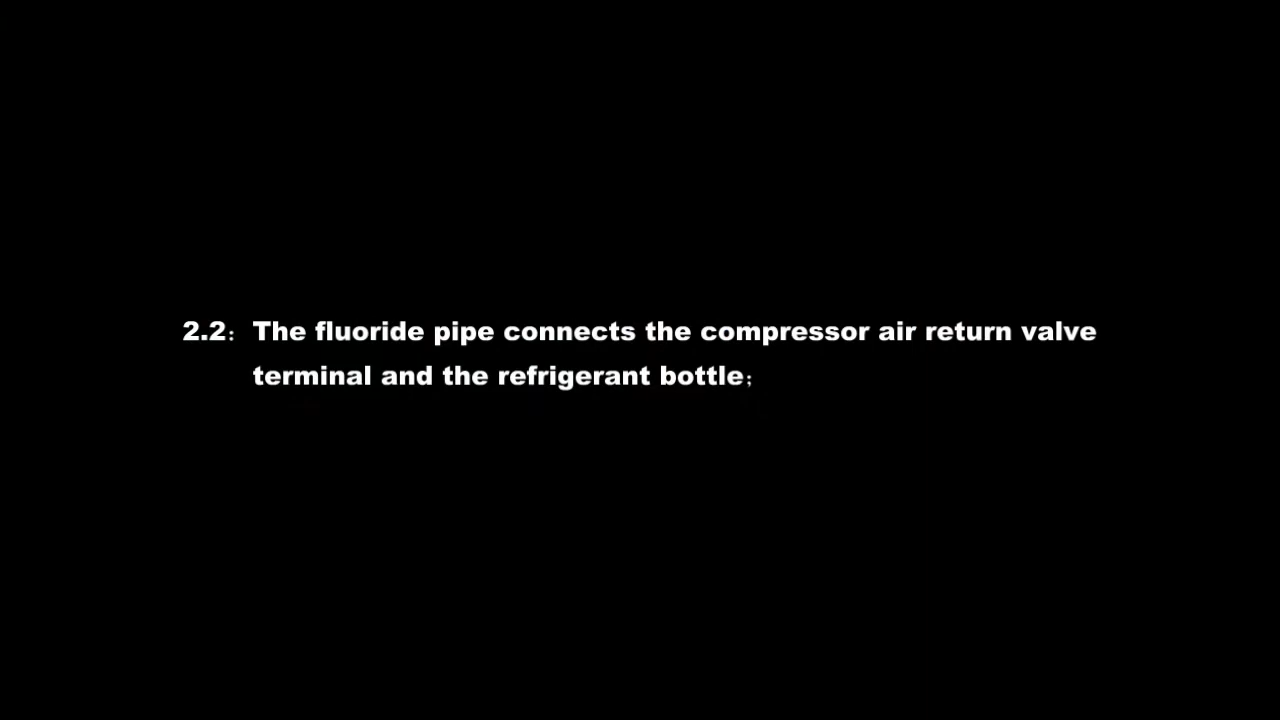 2.2：The fluoride pipe connects the compressor air return valve
terminal and the refrigerant bottle；